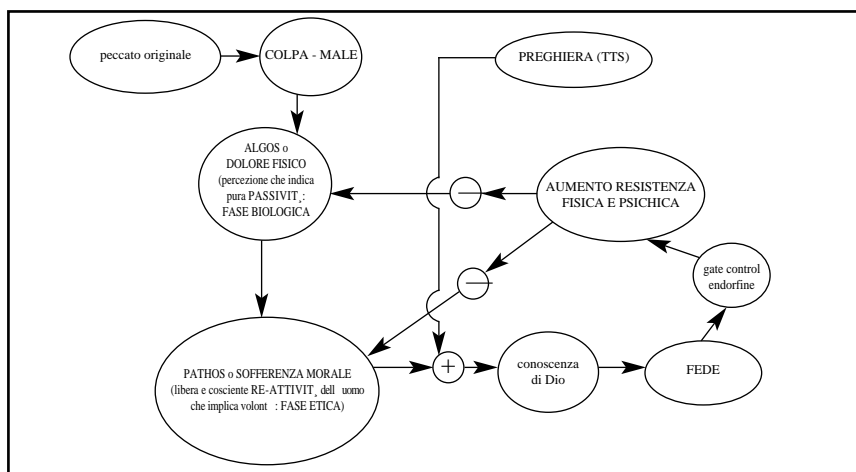 peccato originale
COLPA - MALE
PREGHIERA (TTS)
ALGOS o
DOLORE FISICO
(percezione che indica
pura PASSIVIT¸:
FASE BIOLOGICA
AUMENTO RESISTENZA
FISICA E PSICHICA
gate control
endorfine
PATHOS o SOFFERENZA MORALE
(libera e cosciente RE-ATTIVIT¸ dell uomo
che implica volont : FASE ETICA)
+
conoscenza
di Dio
FEDE